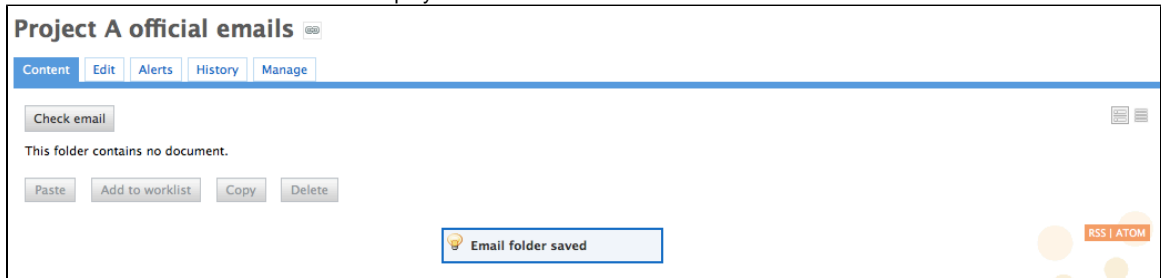 Project A official emails
Content Edit Alerts History Manage
Check email
This folder contains no document.
Paste Add to worklist Copy Delete
Email folder saved
RSS | ATOM